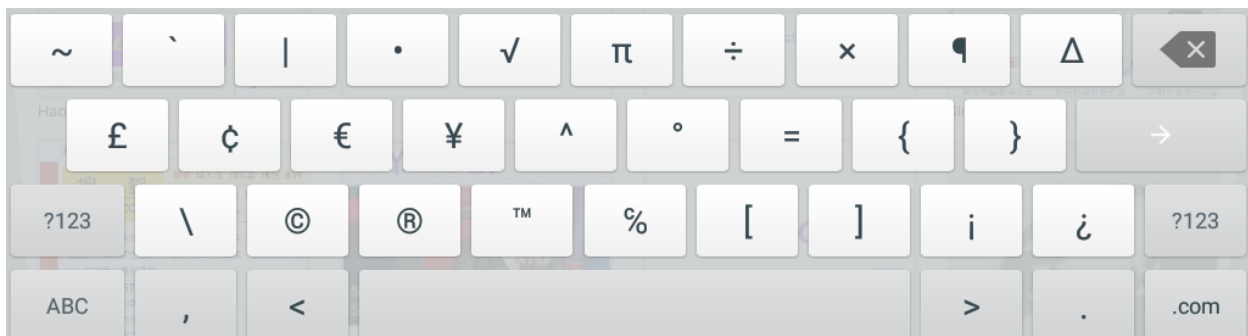 ~ ` | • √ π ÷ × ¶ Δ
£ ¢ € ¥ ^ ° = { }
?123 \ © ® ™ ℅ [ ] ¡ ¿ ?123
ABC , < > . .com